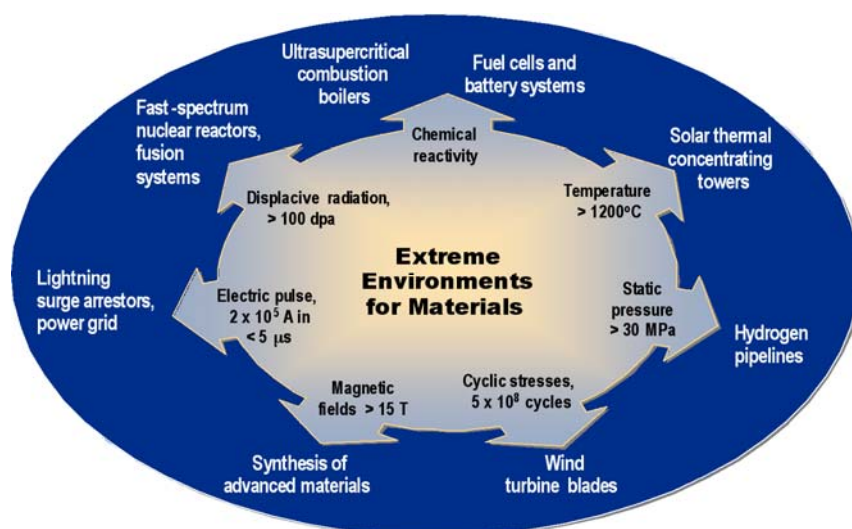 Ultrasupercritical
combustion
boilers
Fuel cells and
battery systems
Fast -spectrum
nuclear reactors,
fusion
systems
Chemical
reactivity
Solar thermal
concentrating
towers
Displacive radiation,
> 100 dpa
Temperature
> 1200°C
Extreme
Environments
for Materials
Lightning
surge arrestors,
power grid
Electric pulse,
2 x 10⁵ A in
< 5 μs
Static
pressure
> 30 MPa
Hydrogen
pipelines
Magnetic
fields > 15 T
Cyclic stresses,
5 x 10⁸ cycles
Synthesis of
advanced materials
Wind
turbine blades